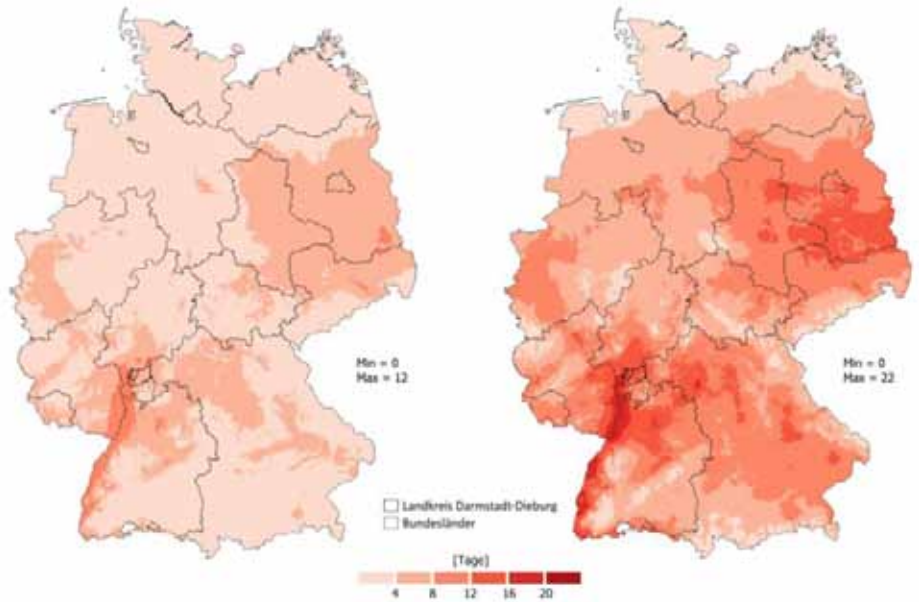 Min = 0
Max = 12
Min = 0
Max = 22
Landkreis Darmstadt-Dieburg
Bundesländer
[Tage]
4 8 12 16 20